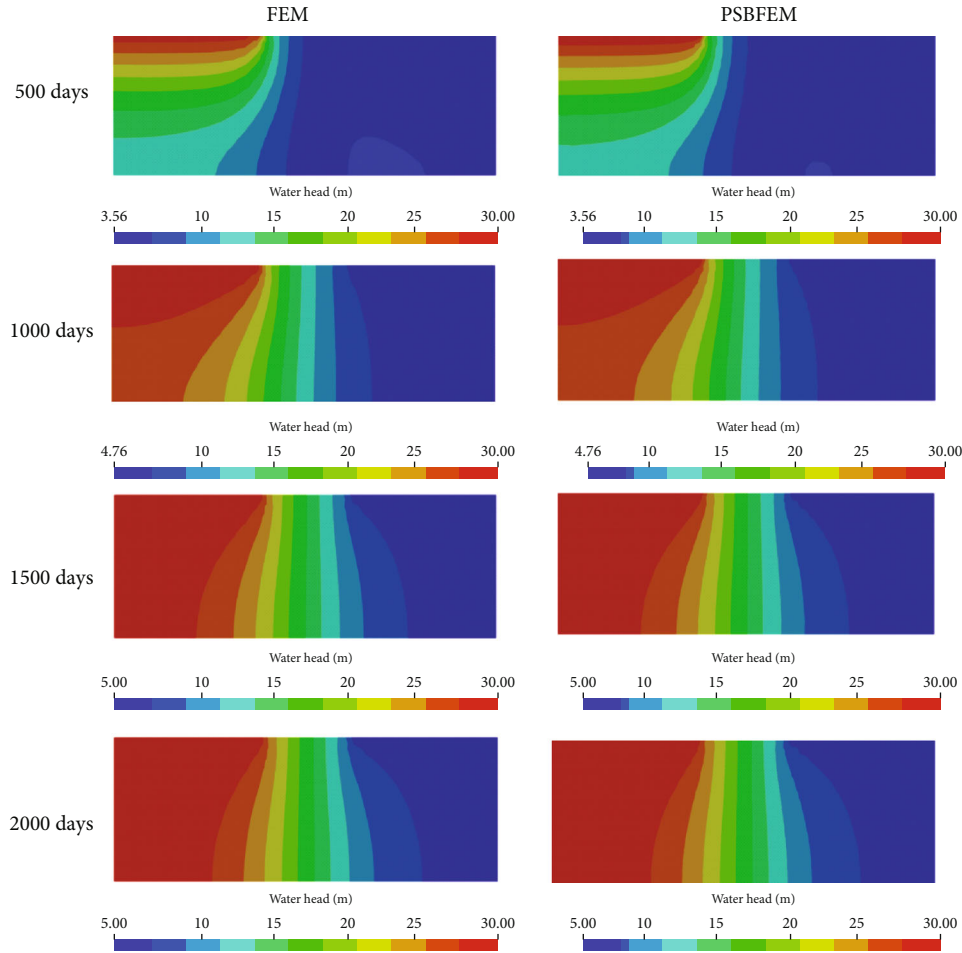 FEM PSBFEM
500 days
Water head (m) Water head (m)
3.56 10 15 20 25 30.00 3.56 10 15 20 25 30.00
1000 days
Water head (m) Water head (m)
4.76 10 15 20 25 30.00 4.76 10 15 20 25 30.00
1500 days
Water head (m) Water head (m)
5.00 10 15 20 25 30.00 5.00 10 15 20 25 30.00
2000 days
Water head (m) Water head (m)
5.00 10 15 20 25 30.00 5.00 10 15 20 25 30.00